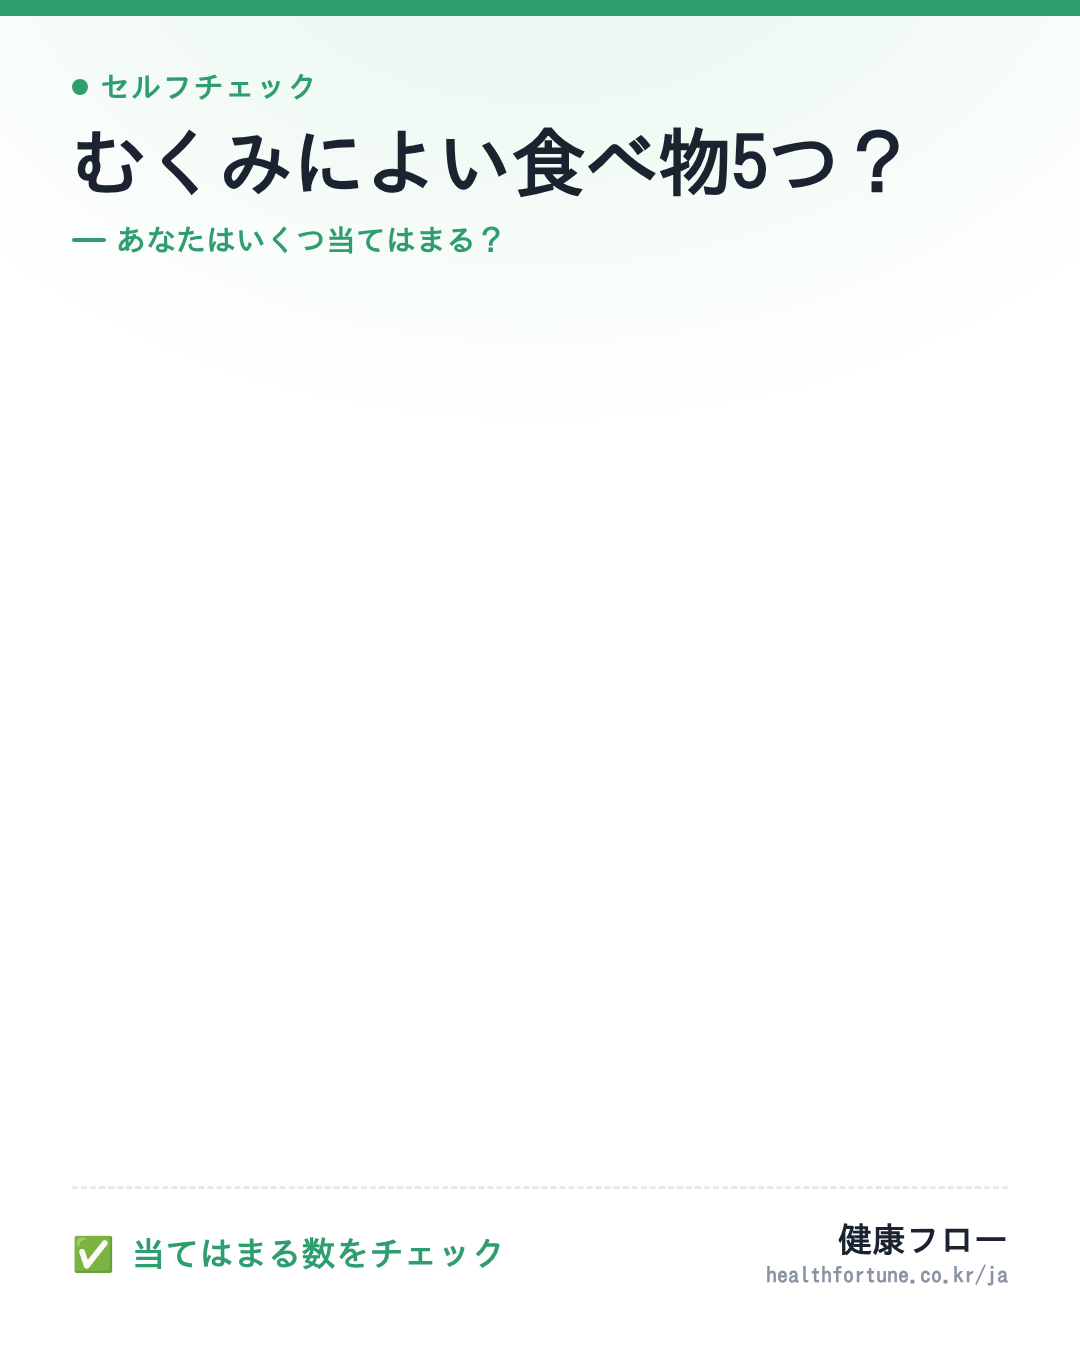 セルフチェック
むくみによい食べ物5つ？
— あなたはいくつ当てはまる？
✅ 当てはまる数をチェック
健康フロー
healthfortune.co.kr/ja